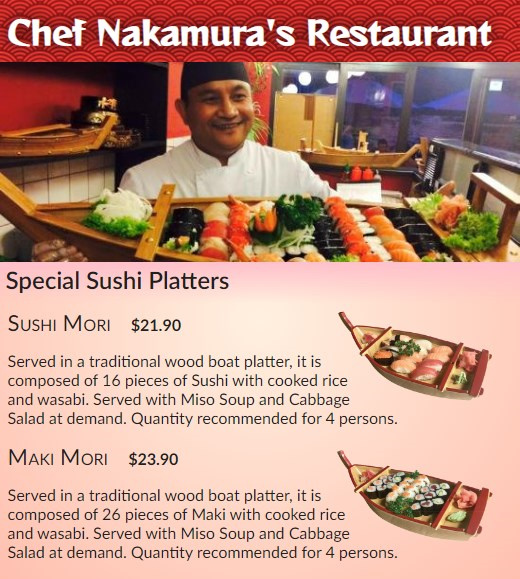 Chef Nakamura's Restaurant
Special Sushi Platters
SUSHI MORI $21.90
Served in a traditional wood boat platter, it is
composed of 16 pieces of Sushi with cooked rice
and wasabi. Served with Miso Soup and Cabbage
Salad at demand. Quantity recommended for 4 persons.
MAKI MORI $23.90
Served in a traditional wood boat platter, it is
composed of 26 pieces of Maki with cooked rice
and wasabi. Served with Miso Soup and Cabbage
Salad at demand. Quantity recommended for 4 persons.